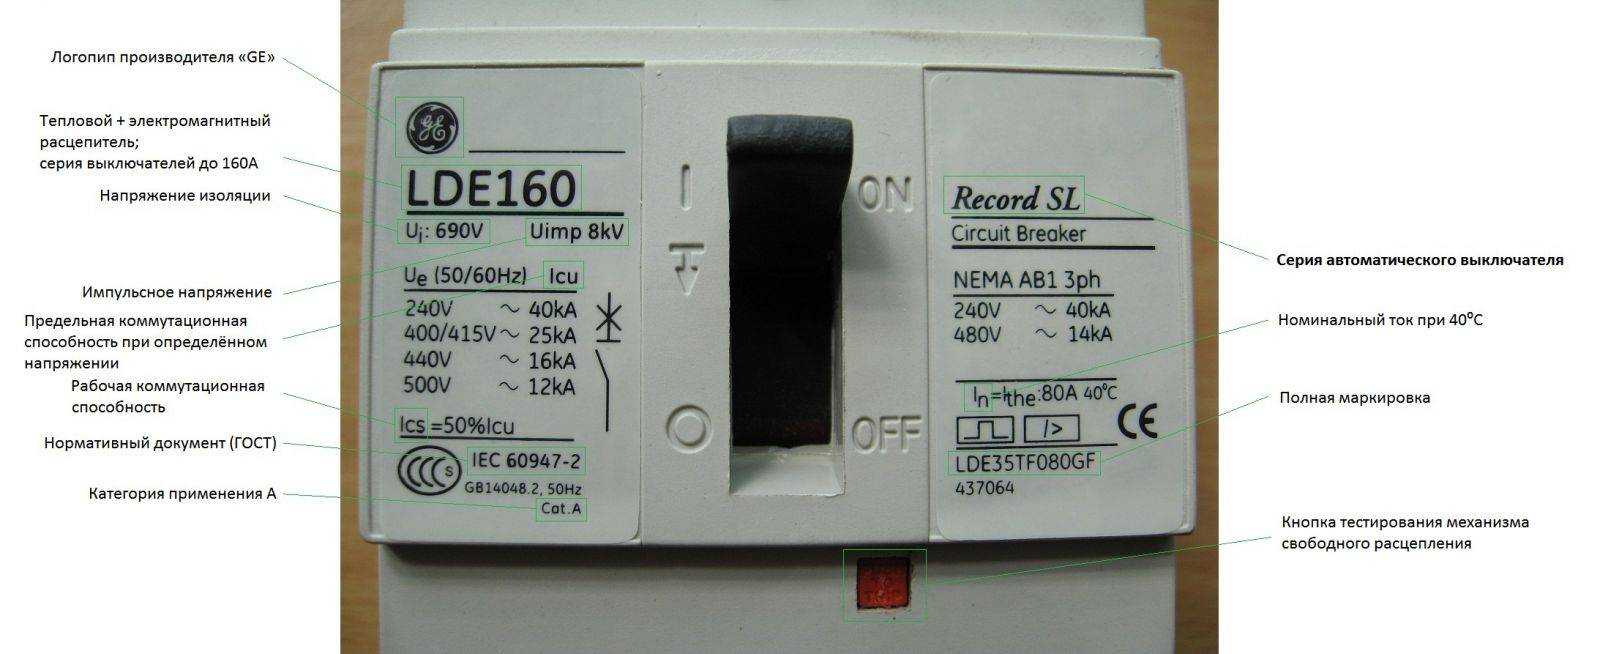 Логопип производителя «GE»
Тепловой + электромагнитный
расцепитель;
серия выключателей до 160А
Напряжение изоляции
Импульсное напряжение
Предельная коммутационная
способность при определённом
напряжении
Рабочая коммутационная
способность
Нормативный документ (ГОСТ)
Категория применения А
GE
LDE160
Ui: 690V Uimp 8kV
Ue (50/60Hz) Icu
240V ~ 40kA
400/415V ~ 25kA
440V ~ 16kA
500V ~ 12kA
Ics =50%Icu
IEC 60947-2
CCC S
GB14048.2, 50Hz
Cat.A
I ON
O OFF
Record SL
Circuit Breaker
NEMA AB1 3ph
240V ~ 40kA
480V ~ 14kA
In=Ithe:80A 40°C
I> CE
LDE35TF080GF
437064
Серия автоматического выключателя
Номинальный ток при 40⁰С
Полная маркировка
Кнопка тестирования механизма
свободного расцепления